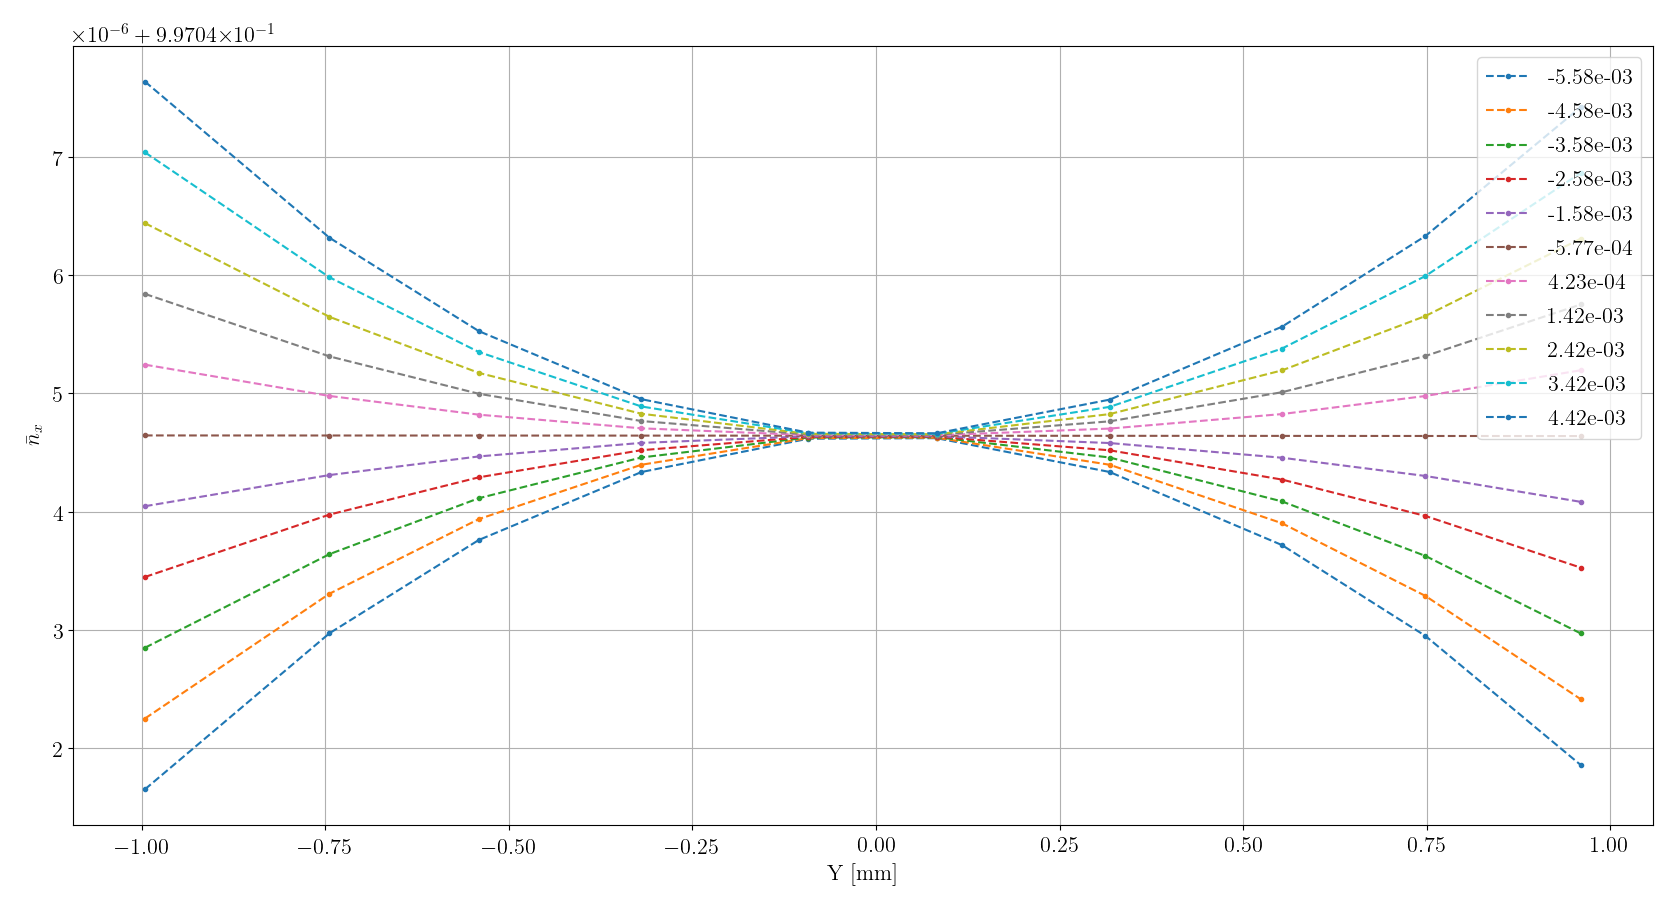 ×10⁻⁶ + 9.9704×10⁻¹
7
6
5
4
3
2
n̄ₓ
−1.00
−0.75
−0.50
−0.25
0.00
0.25
0.50
0.75
1.00
Y [mm]
-5.58e-03
-4.58e-03
-3.58e-03
-2.58e-03
-1.58e-03
-5.77e-04
4.23e-04
1.42e-03
2.42e-03
3.42e-03
4.42e-03